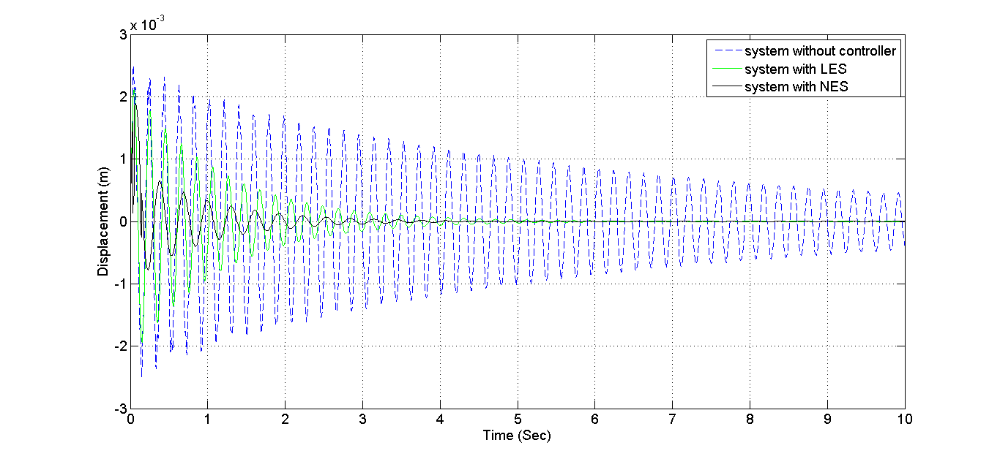 x 10^-3
3
2
1
0
-1
-2
-3
Displacement (m)
0 1 2 3 4 5 6 7 8 9 10
Time (Sec)
system without controller
system with LES
system with NES